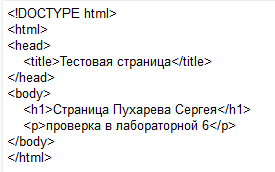 <!DOCTYPE html>
<html>
<head>
    <title>Тестовая страница</title>
</head>
<body>
    <h1>Страница Пухарева Сергея</h1>
    <p>проверка в лабораторной 6</p>
</body>
</html>